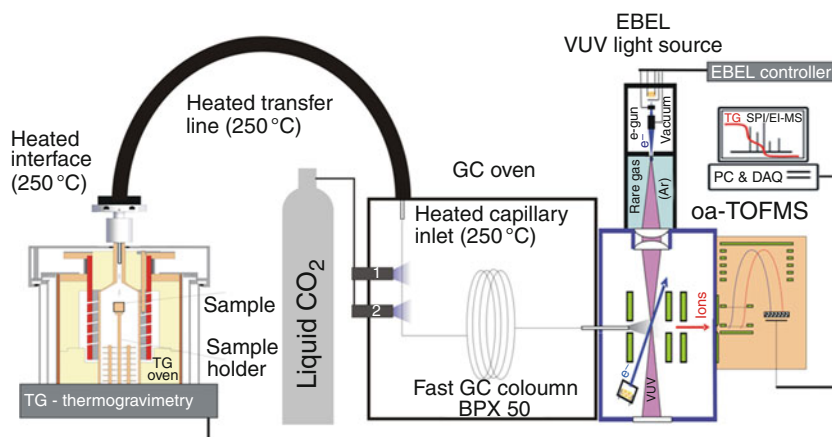 EBEL
VUV light source
EBEL controller
Heated transfer
line (250 °C)
Heated
interface
(250 °C)
e-gun
Vacuum
e–
TG SPI/EI-MS
PC & DAQ
GC oven
Rare gas
(Ar)
oa-TOFMS
Heated capillary
inlet (250 °C)
Liquid CO2
1
2
Sample
Sample
holder
TG
oven
Ions
e–
VUV
Fast GC coloumn
BPX 50
TG - thermogravimetry